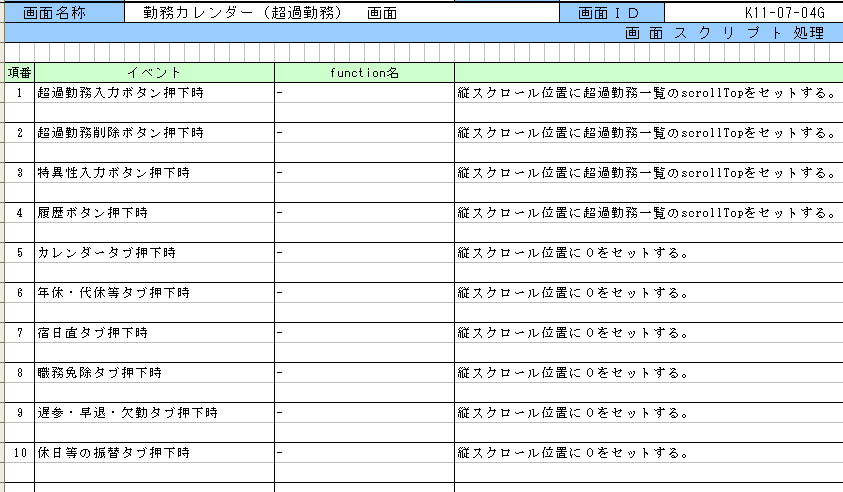 画面名称 勤務カレンダー（超過勤務） 画面 画面ＩＤ K11-07-04G
画面スクリプト処理
項番 イベント function名
1 超過勤務入力ボタン押下時 - 縦スクロール位置に超過勤務一覧のscrollTopをセットする。
2 超過勤務削除ボタン押下時 - 縦スクロール位置に超過勤務一覧のscrollTopをセットする。
3 特異性入力ボタン押下時 - 縦スクロール位置に超過勤務一覧のscrollTopをセットする。
4 履歴ボタン押下時 - 縦スクロール位置に超過勤務一覧のscrollTopをセットする。
5 カレンダータブ押下時 - 縦スクロール位置に０をセットする。
6 年休・代休等タブ押下時 - 縦スクロール位置に０をセットする。
7 宿日直タブ押下時 - 縦スクロール位置に０をセットする。
8 職務免除タブ押下時 - 縦スクロール位置に０をセットする。
9 遅参・早退・欠勤タブ押下時 - 縦スクロール位置に０をセットする。
10 休日等の振替タブ押下時 - 縦スクロール位置に０をセットする。